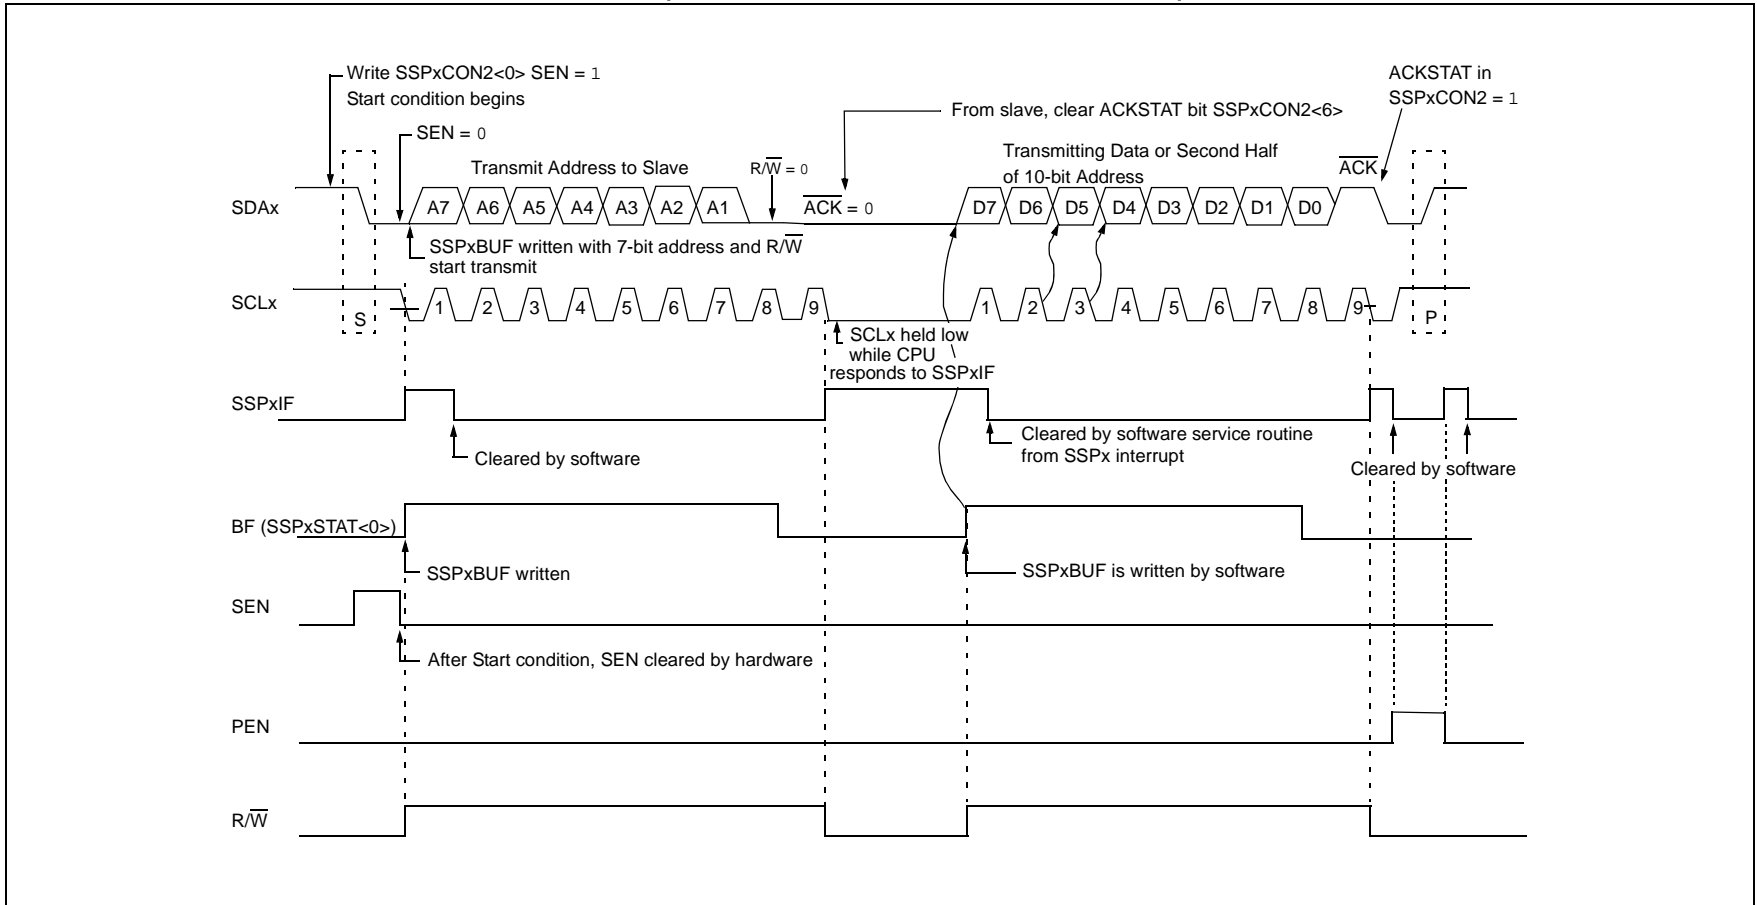 Write SSPxCON2<0> SEN = 1
Start condition begins
ACKSTAT in
SSPxCON2 = 1
From slave, clear ACKSTAT bit SSPxCON2<6>
SEN = 0
Transmit Address to Slave
R/W = 0
Transmitting Data or Second Half
of 10-bit Address
ACK
SDAx
A7 A6 A5 A4 A3 A2 A1
ACK = 0
D7 D6 D5 D4 D3 D2 D1 D0
SSPxBUF written with 7-bit address and R/W
start transmit
SCLx
S
1 2 3 4 5 6 7 8 9
1 2 3 4 5 6 7 8 9
P
SCLx held low
while CPU
responds to SSPxIF
SSPxIF
Cleared by software
Cleared by software service routine
from SSPx interrupt
Cleared by software
BF (SSPxSTAT<0>)
SSPxBUF written
SSPxBUF is written by software
SEN
After Start condition, SEN cleared by hardware
PEN
R/W